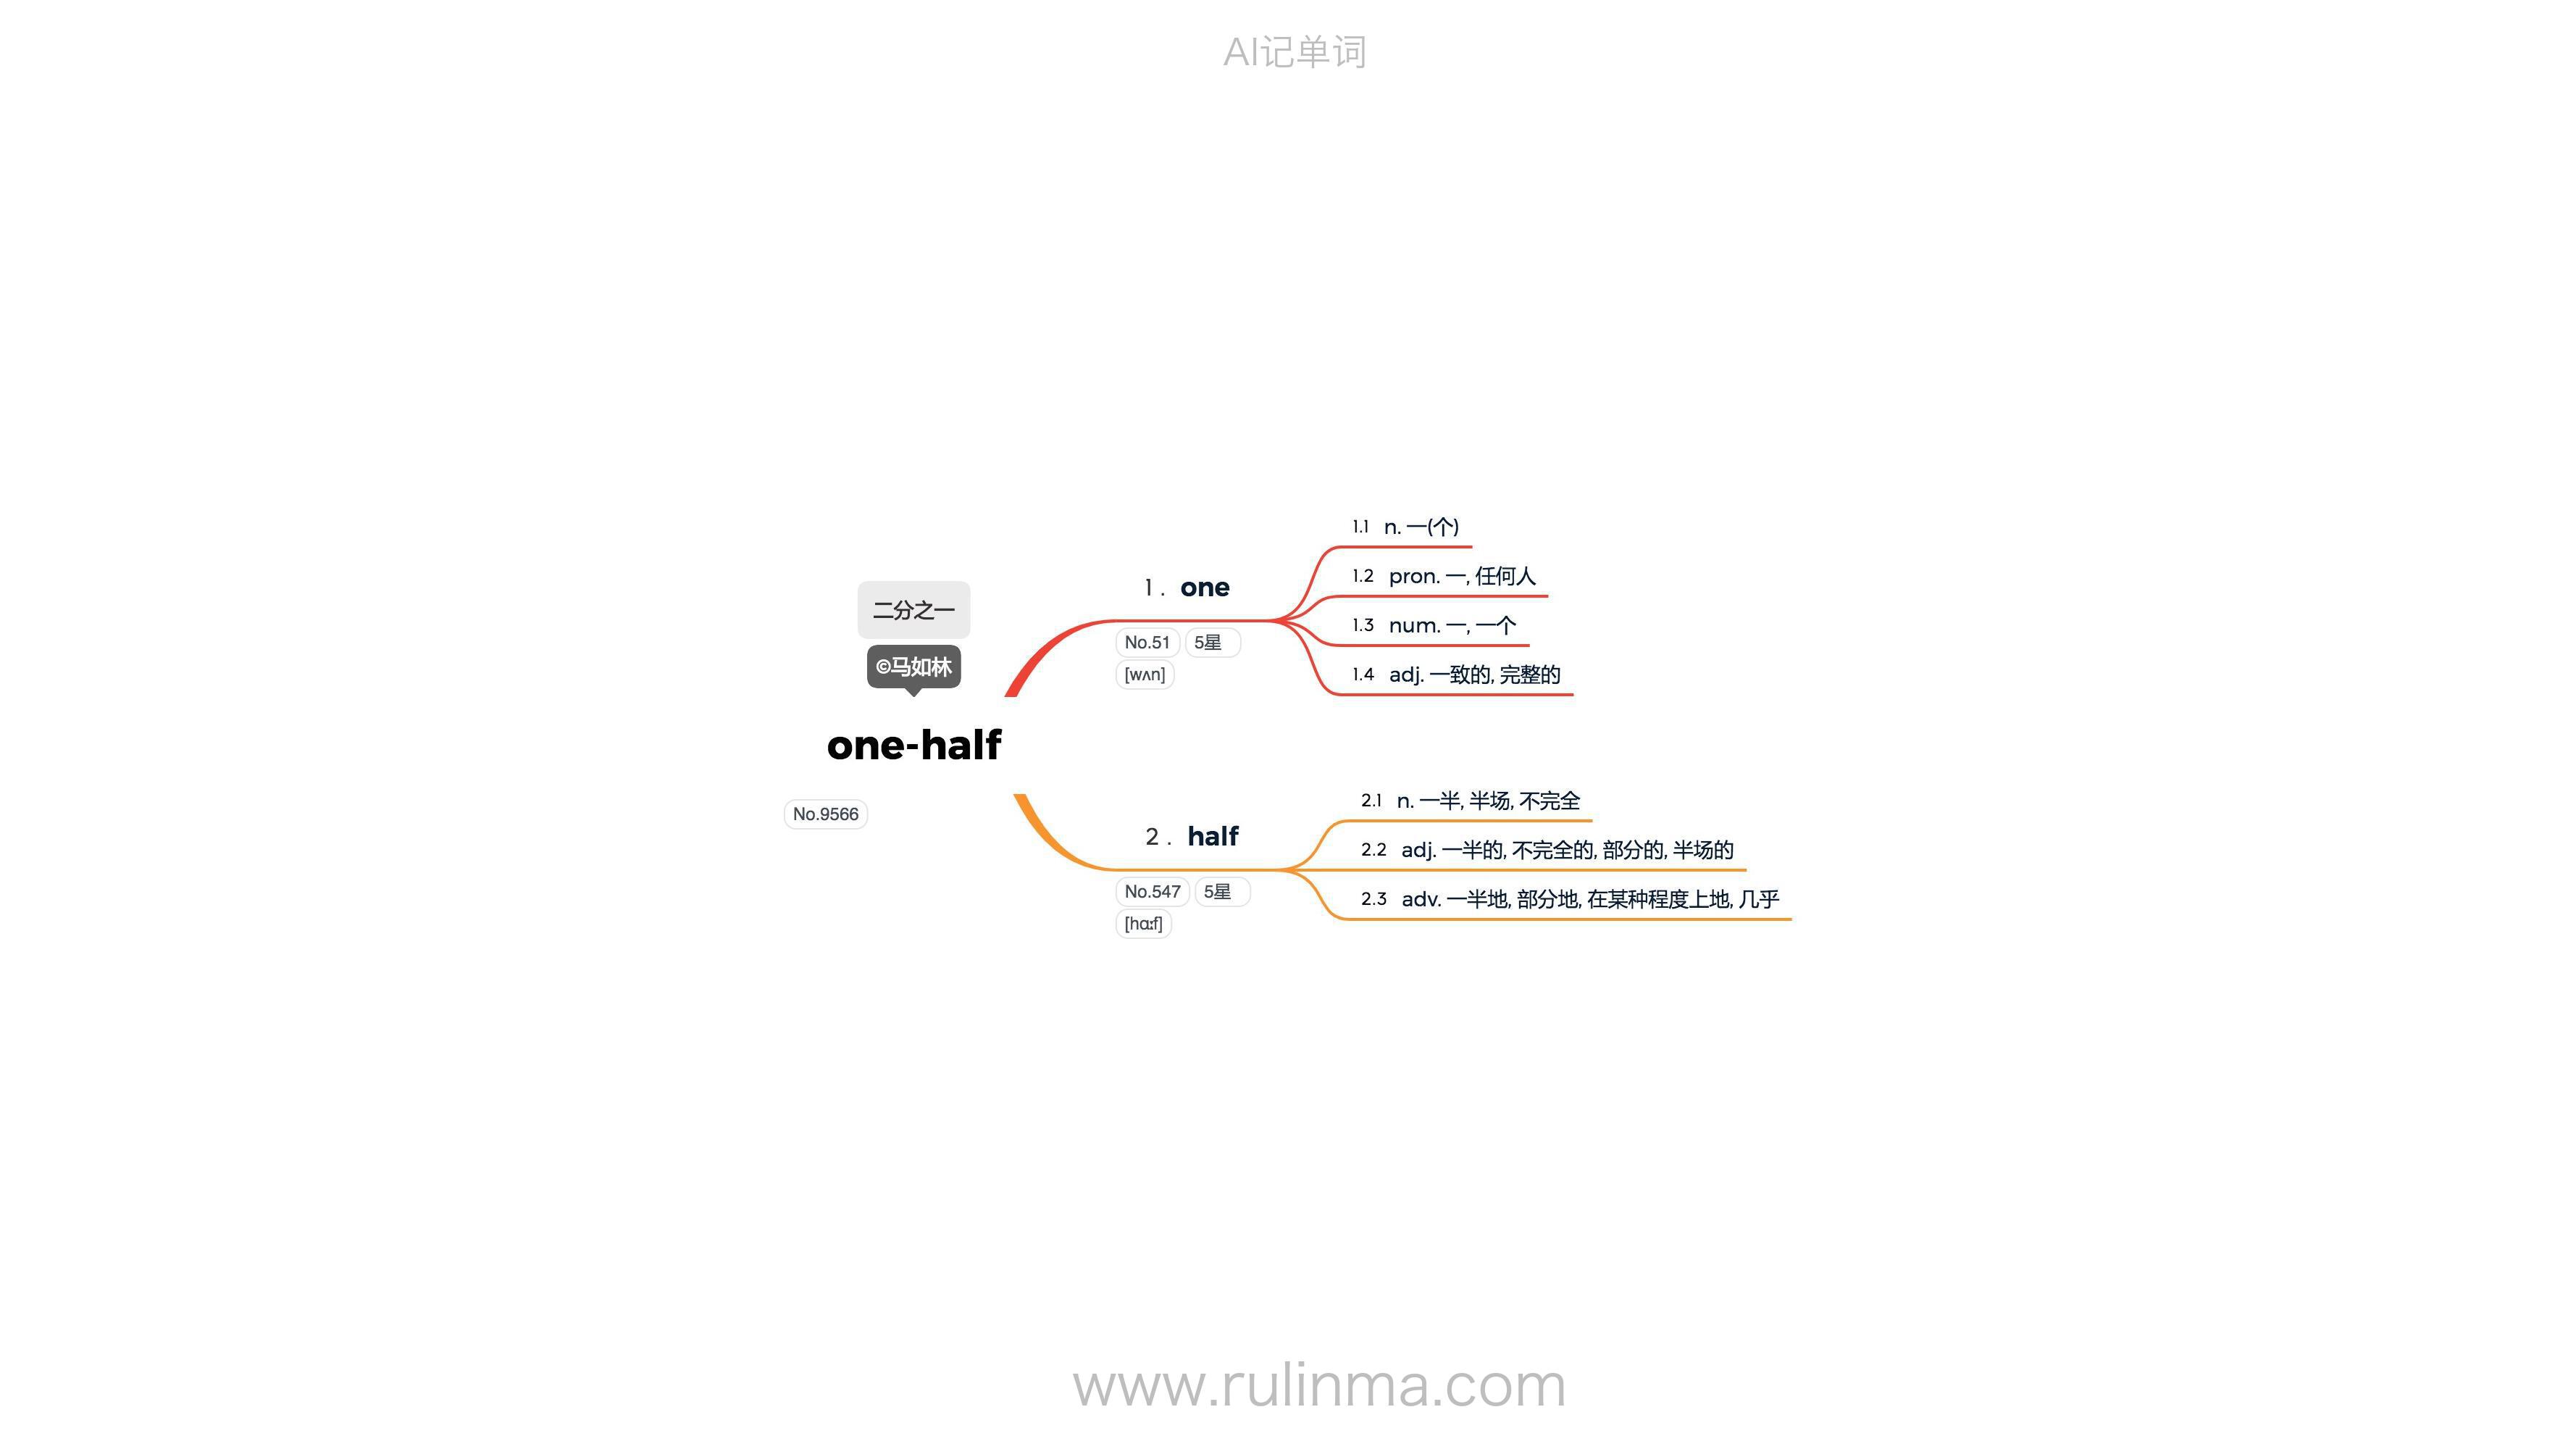 AI记单词
二分之一
©马如林
one-half
No.9566
1. one
No.51 5星
[wʌn]
1.1 n. 一(个)
1.2 pron. 一, 任何人
1.3 num. 一, 一个
1.4 adj. 一致的, 完整的
2. half
No.547 5星
[hɑːf]
2.1 n. 一半, 半场, 不完全
2.2 adj. 一半的, 不完全的, 部分的, 半场的
2.3 adv. 一半地, 部分地, 在某种程度上地, 几乎
www.rulinma.com